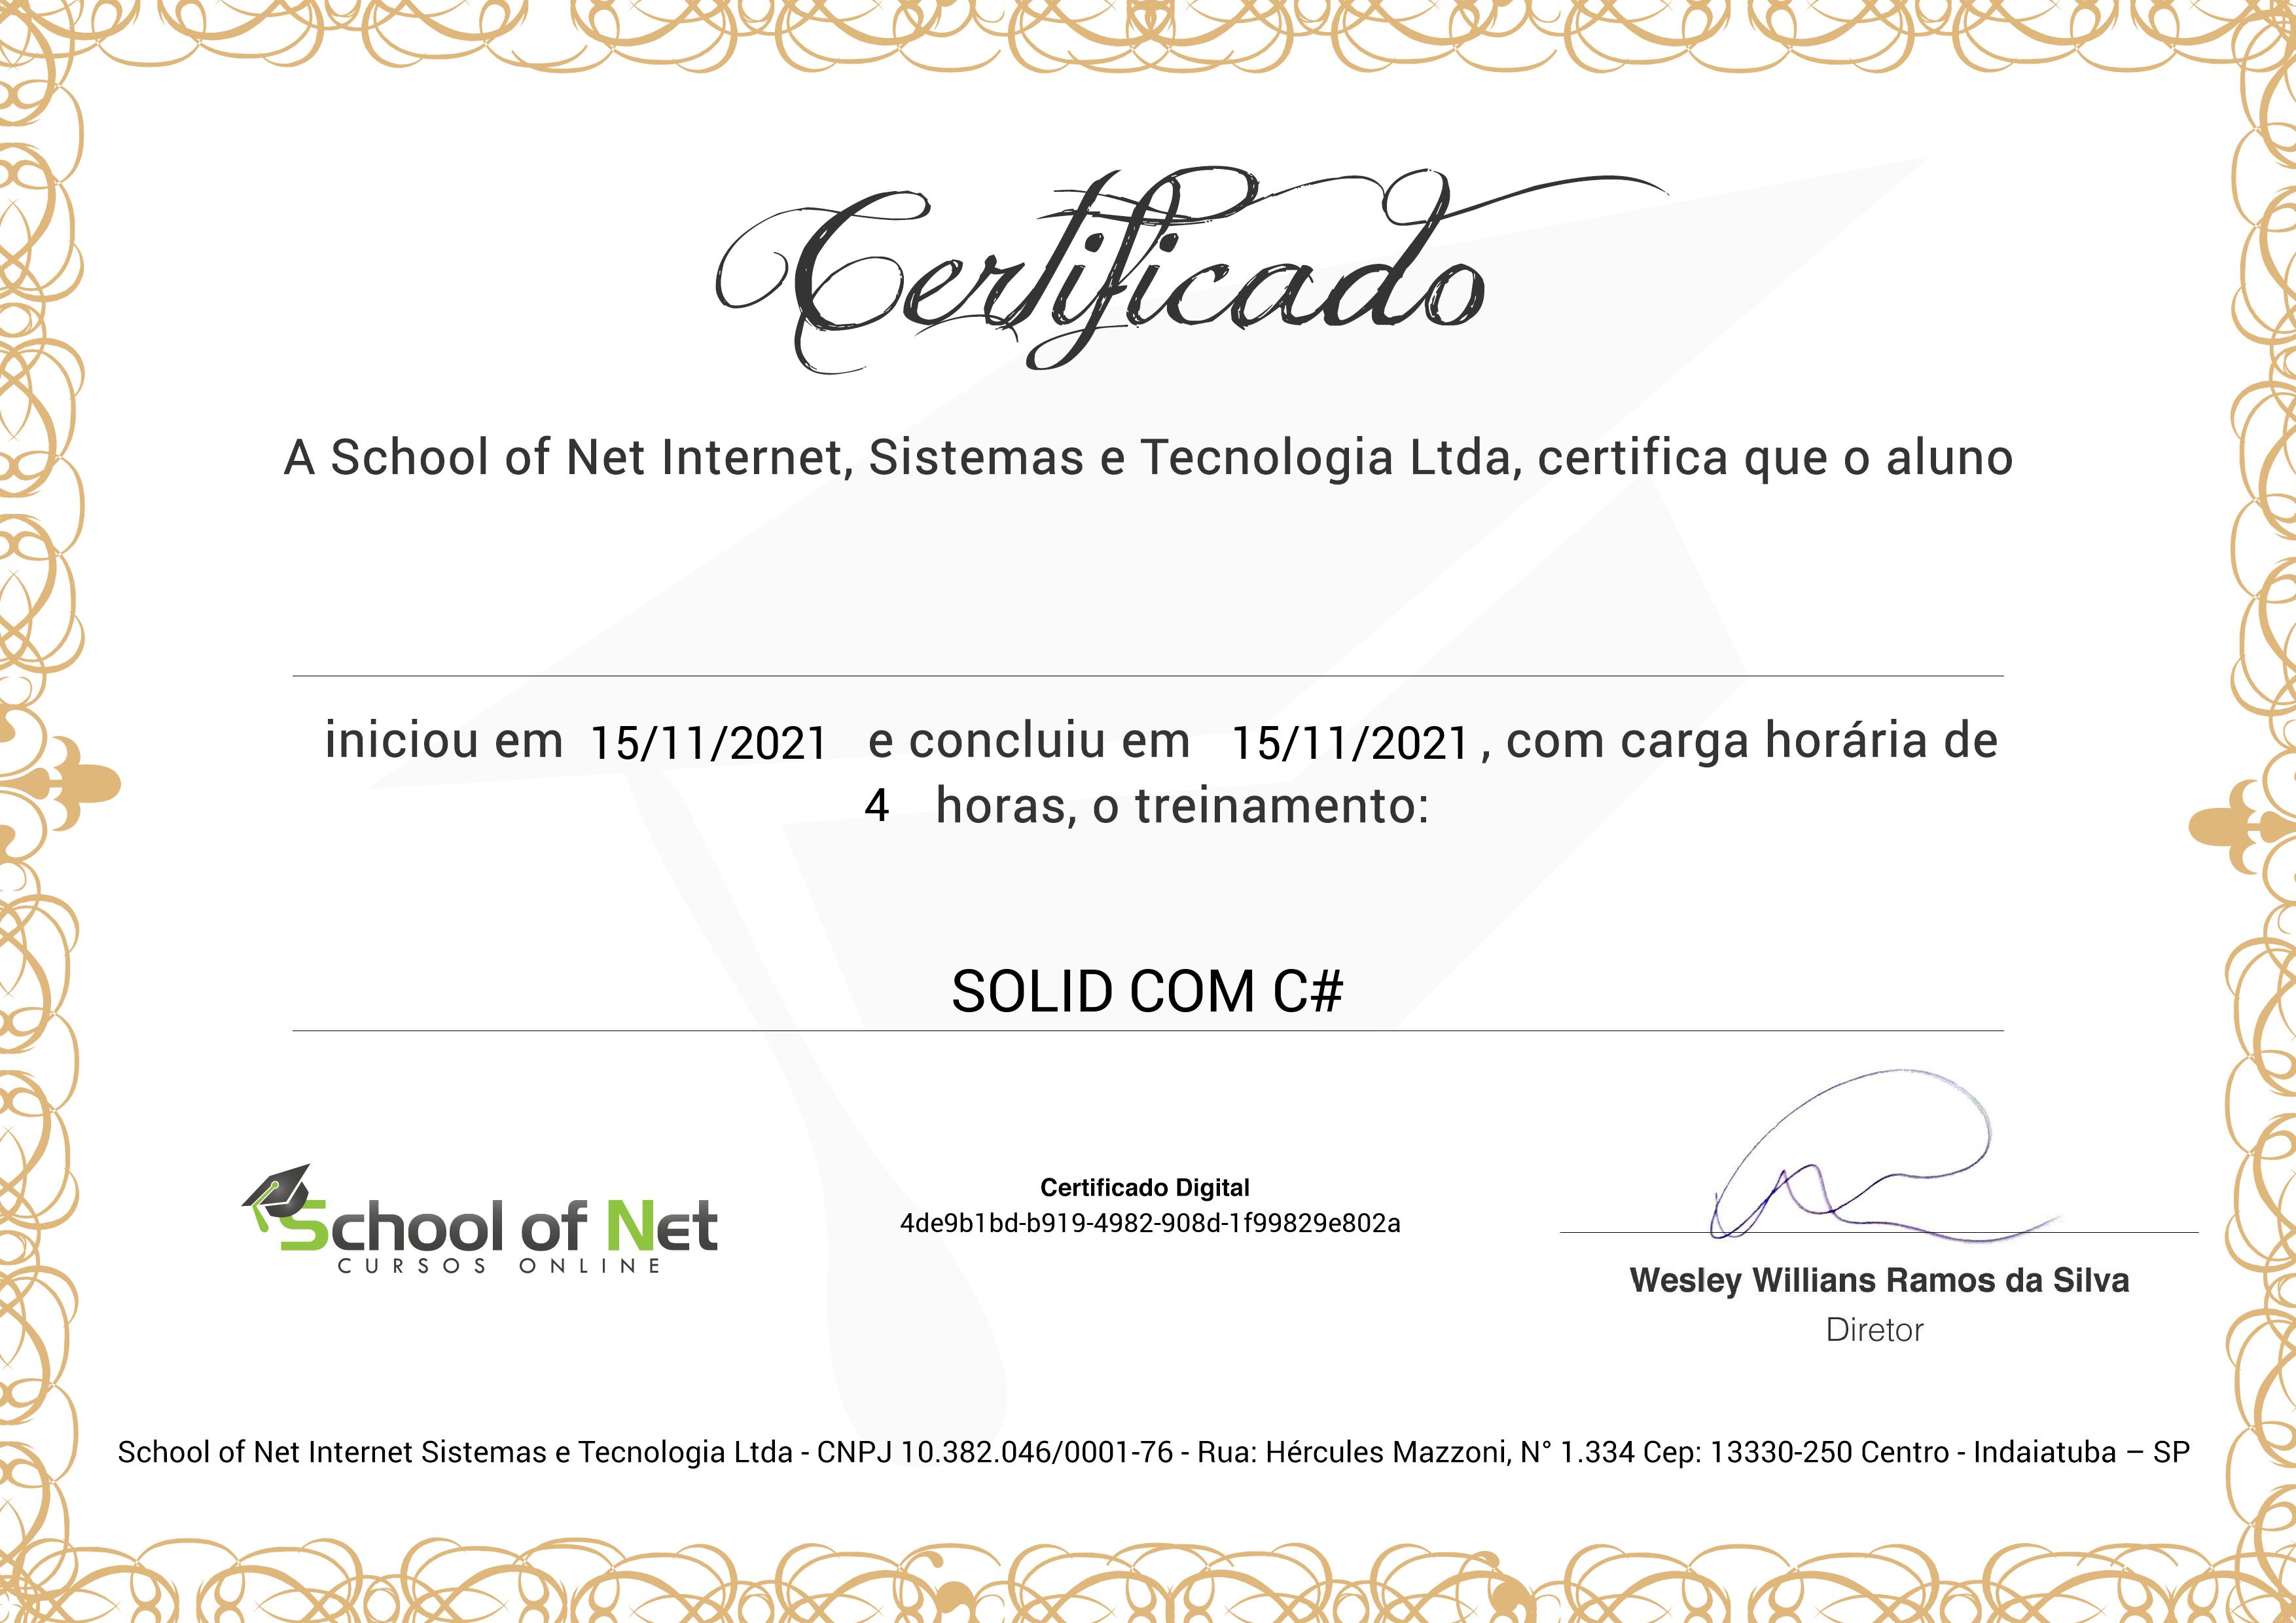 Certificado
A School of Net Internet, Sistemas e Tecnologia Ltda, certifica que o aluno
iniciou em 15/11/2021 e concluiu em 15/11/2021 , com carga horária de
4 horas, o treinamento:
SOLID COM C#
School of Net
CURSOS ONLINE
Certificado Digital
4de9b1bd-b919-4982-908d-1f99829e802a
Wesley Willians Ramos da Silva
Diretor
School of Net Internet Sistemas e Tecnologia Ltda - CNPJ 10.382.046/0001-76 - Rua: Hércules Mazzoni, N° 1.334 Cep: 13330-250 Centro - Indaiatuba – SP